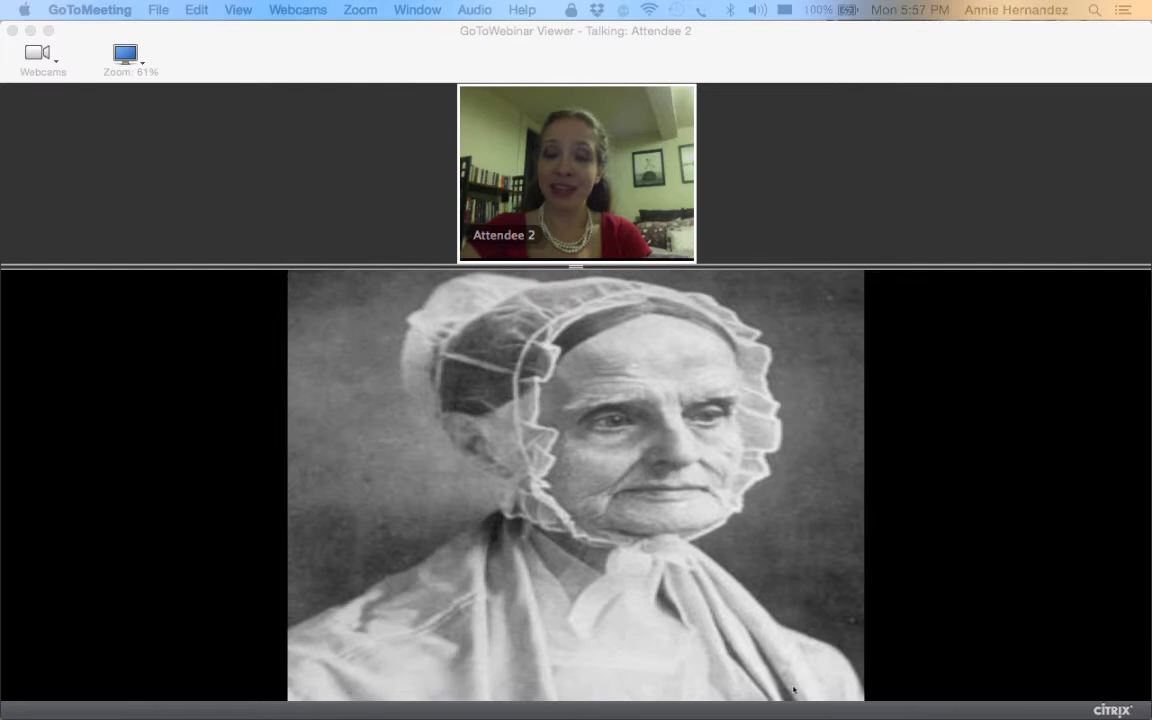 GoToMeeting File Edit View Webcams Zoom Window Audio Help 100% Mon 5:57 PM Annie Hernandez
GoToWebinar Viewer - Talking: Attendee 2
Webcams Zoom: 61%
Attendee 2
CITRIX